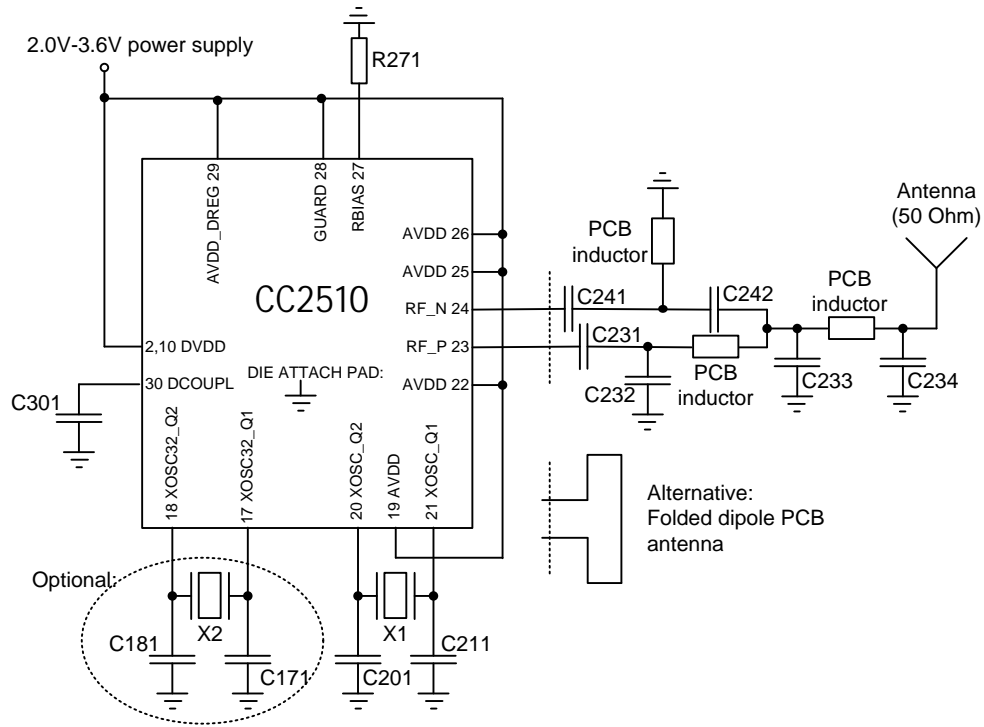 2.0V-3.6V power supply
R271
AVDD_DREG 29
GUARD 28
RBIAS 27
Antenna
(50 Ohm)
PCB
inductor
AVDD 26
AVDD 25
CC2510
RF_N 24
C241
C242
PCB
inductor
RF_P 23
C231
2,10 DVDD
30 DCOUPL
DIE ATTACH PAD:
AVDD 22
C232
PCB
inductor
C233
C234
C301
18 XOSC32_Q2
17 XOSC32_Q1
20 XOSC_Q2
19 AVDD
21 XOSC_Q1
Alternative:
Folded dipole PCB
antenna
Optional:
X2
X1
C181
C171
C201
C211